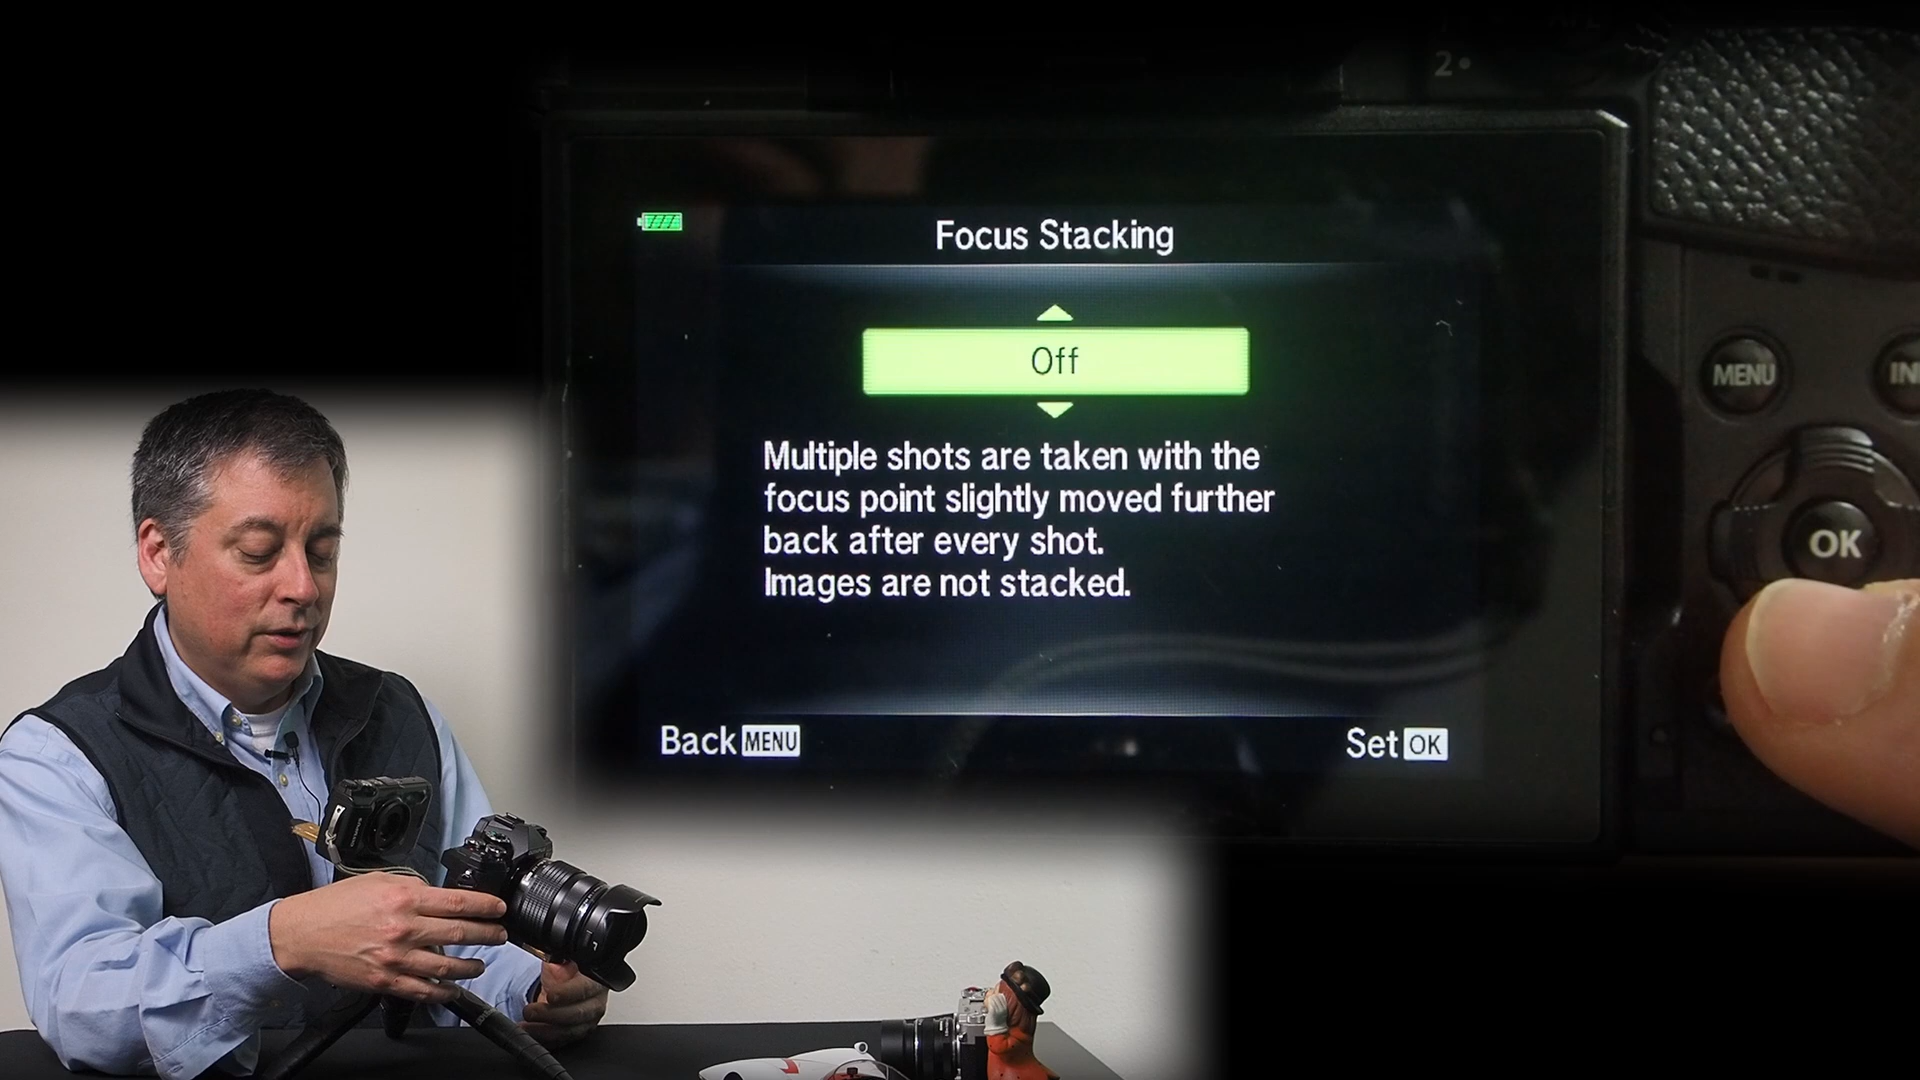 2•
Focus Stacking
Off
Multiple shots are taken with the
focus point slightly moved further
back after every shot.
Images are not stacked.
Back MENU
Set OK
MENU
OK